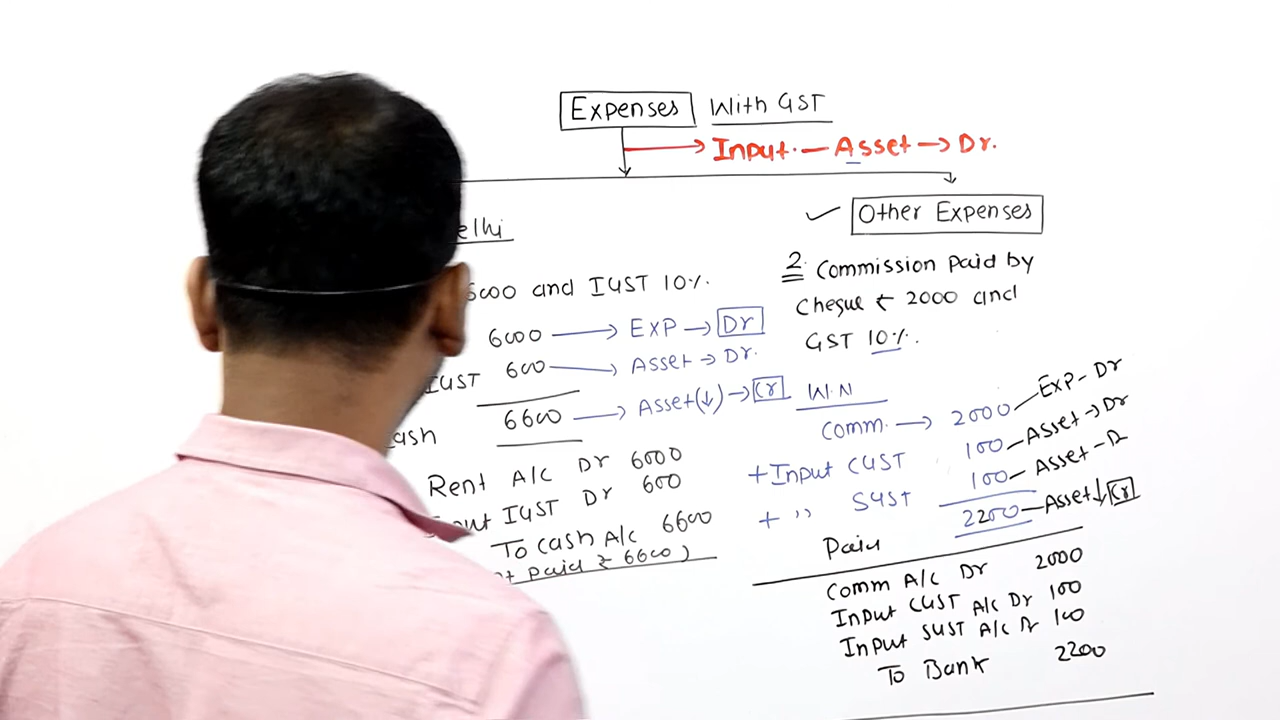 Expenses With GST
Input. — Asset → Dr.
elhi
Other Expenses
6000 and IGST 10%.
2. Commission paid by
cheque ₹ 2000 and
GST 10%.
6000 → EXP → Dr
IGST 600 → Asset → Dr.
ash 6600 → Asset(↓) → Cr
Rent A/c Dr 6000
put IGST Dr 600
To cash A/c 6600
t paid ₹ 6600)
W.N
Comm. → 2000 — EXP - Dr
+ Input CGST 100 — Asset → Dr
+ " SGST 100 — Asset - Dr
Paid 2200 — Asset ↓ Cr
Comm A/c Dr 2000
Input CGST A/c Dr 100
Input SGST A/c Dr 100
To Bank 2200